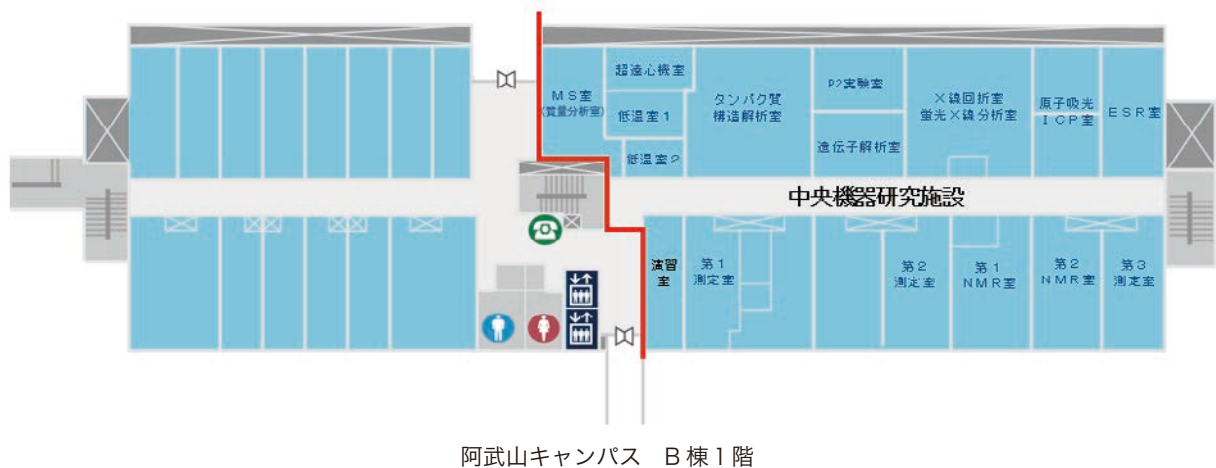 超遠心機室
MS室
(質量分析室)
低温室1
低温室2
タンパク質
構造解析室
P2実験室
遺伝子解析室
X線回折室
蛍光X線分析室
原子吸光
ICP室
ESR室
中央機器研究施設
演習
室
第1
測定室
第2
測定室
第1
NMR室
第2
NMR室
第3
測定室
阿武山キャンパス B棟1階